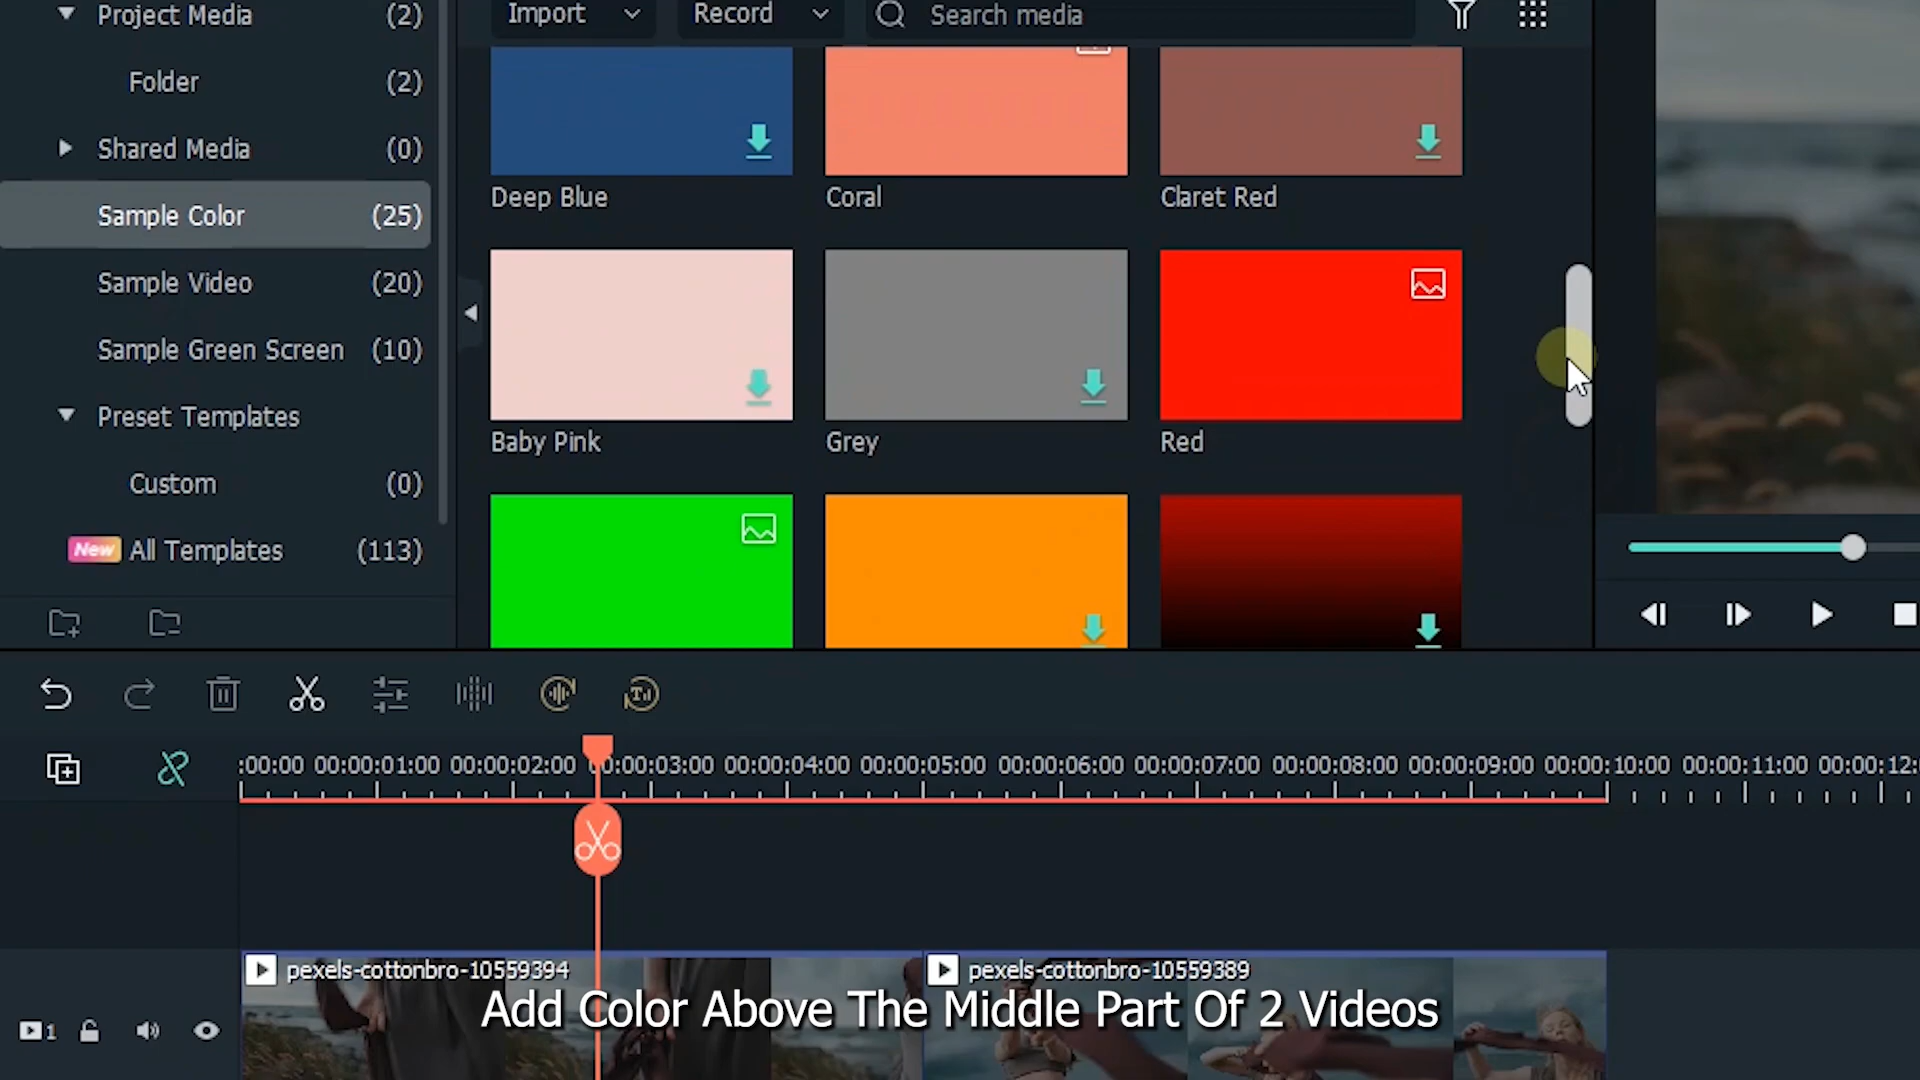 Project Media (2)
Folder (2)
Shared Media (0)
Sample Color (25)
Sample Video (20)
Sample Green Screen (10)
Preset Templates
Custom (0)
New All Templates (113)
Import
Record
Search media
Deep Blue
Coral
Claret Red
Baby Pink
Grey
Red
:00:00 00:00:01:00 00:00:02:00 00:00:03:00 00:00:04:00 00:00:05:00 00:00:06:00 00:00:07:00 00:00:08:00 00:00:09:00 00:00:10:00 00:00:11:00 00:00:12:
pexels-cottonbro-10559394
pexels-cottonbro-10559389
Add Color Above The Middle Part Of 2 Videos
1